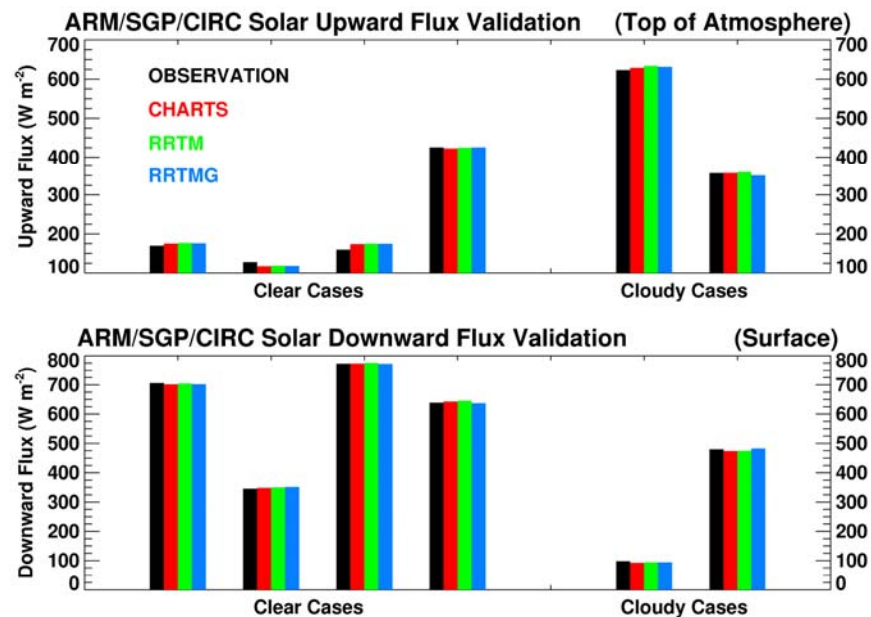 ARM/SGP/CIRC Solar Upward Flux Validation (Top of Atmosphere)
700 700
OBSERVATION
600 600
CHARTS
500 500
RRTM
400 400
RRTMG
300 300
200 200
100 100
Upward Flux (W m⁻²)
Clear Cases Cloudy Cases
ARM/SGP/CIRC Solar Downward Flux Validation (Surface)
800 800
700 700
600 600
500 500
400 400
300 300
200 200
100 100
0 0
Downward Flux (W m⁻²)
Clear Cases Cloudy Cases